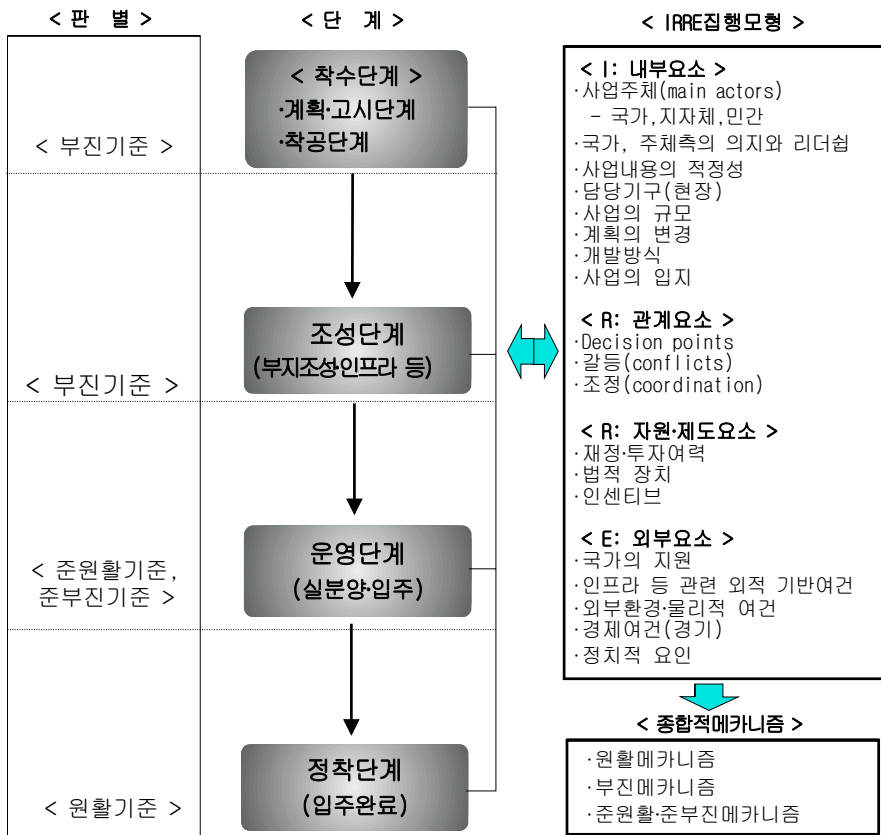 < 판 별 >
< 단 계 >
< IRRE집행모형 >
< 부진기준 >
< 부진기준 >
< 준원활기준,
준부진기준 >
< 원활기준 >
< 착수단계 >
·계획·고시단계
·착공단계
조성단계
(부지조성·인프라 등)
운영단계
(실분양·입주)
정착단계
(입주완료)
< I: 내부요소 >
·사업주체(main actors)
- 국가,지자체,민간
·국가, 주체측의 의지와 리더쉽
·사업내용의 적정성
·담당기구(현장)
·사업의 규모
·계획의 변경
·개발방식
·사업의 입지
< R: 관계요소 >
·Decision points
·갈등(conflicts)
·조정(coordination)
< R: 자원·제도요소 >
·재정·투자여력
·법적 장치
·인센티브
< E: 외부요소 >
·국가의 지원
·인프라 등 관련 외적 기반여건
·외부환경·물리적 여건
·경제여건(경기)
·정치적 요인
< 종합적메카니즘 >
·원활메카니즘
·부진메카니즘
·준원활·준부진메카니즘